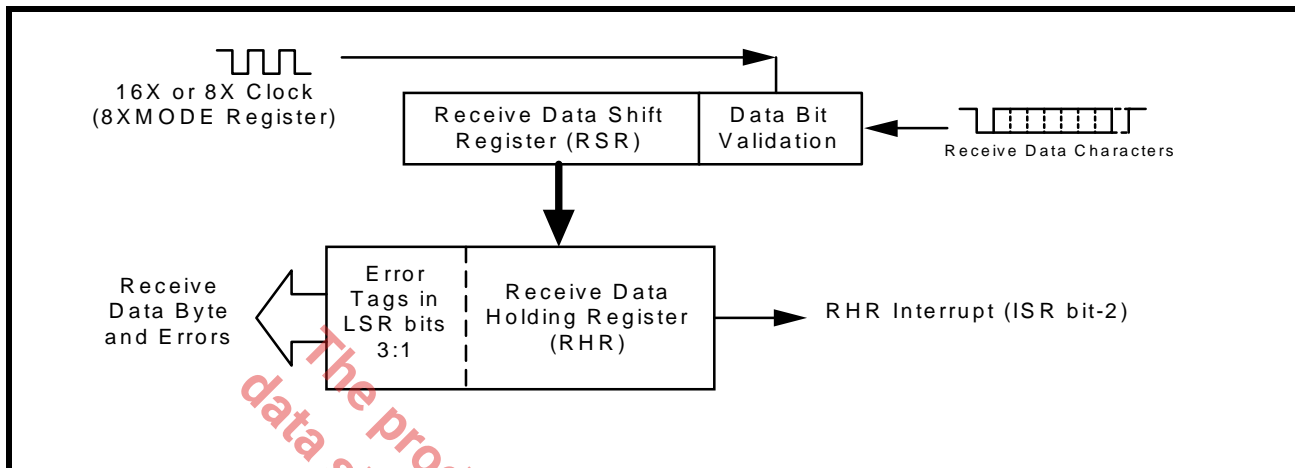 16X or 8X Clock
(8XMODE Register)
Receive Data Shift
Register (RSR)
Data Bit
Validation
Receive Data Characters
Receive
Data Byte
and Errors
Error
Tags in
LSR bits
3:1
Receive Data
Holding Register
(RHR)
RHR Interrupt (ISR bit-2)
The
data